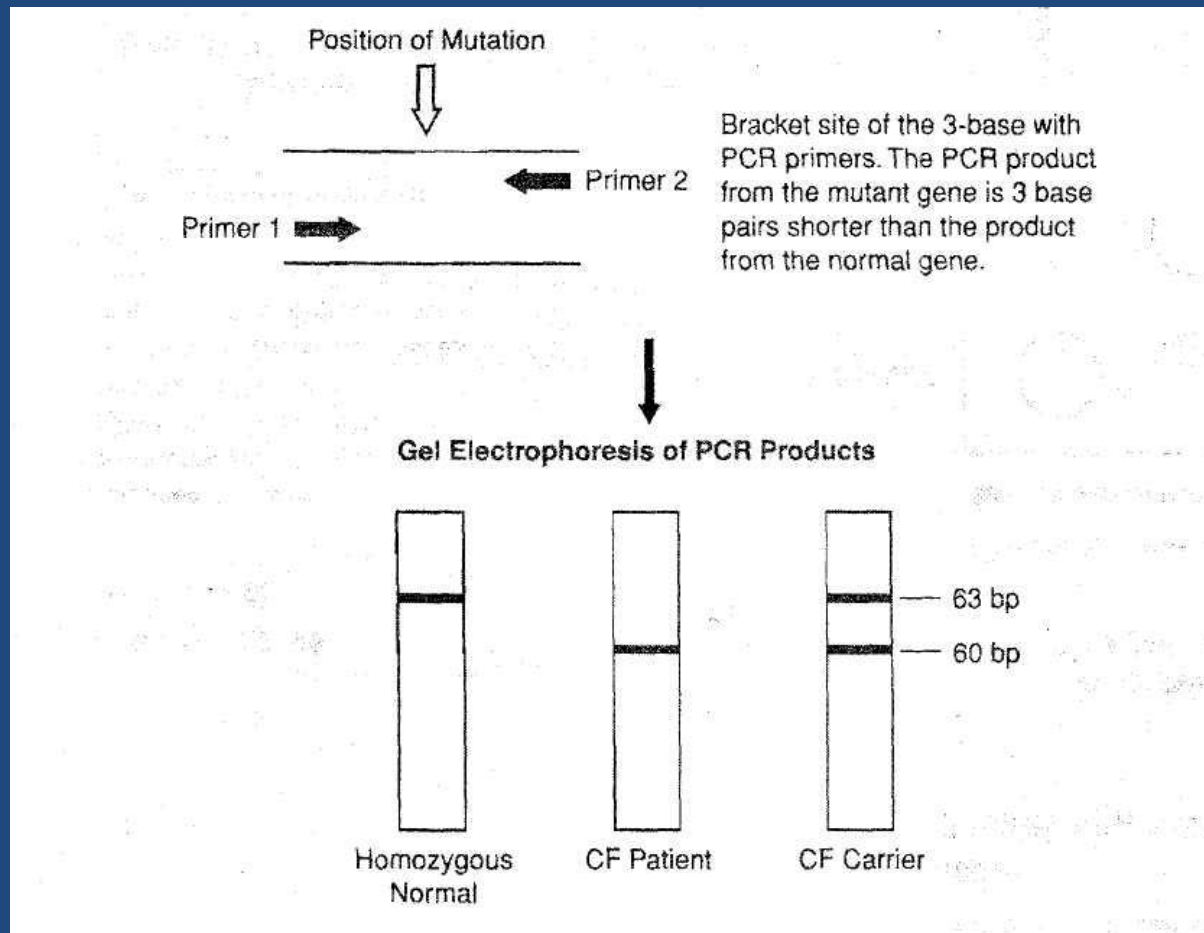 Position of Mutation
Bracket site of the 3-base with
PCR primers. The PCR product
from the mutant gene is 3 base
pairs shorter than the product
from the normal gene.
Primer 2
Primer 1
Gel Electrophoresis of PCR Products
63 bp
60 bp
Homozygous
Normal
CF Patient
CF Carrier